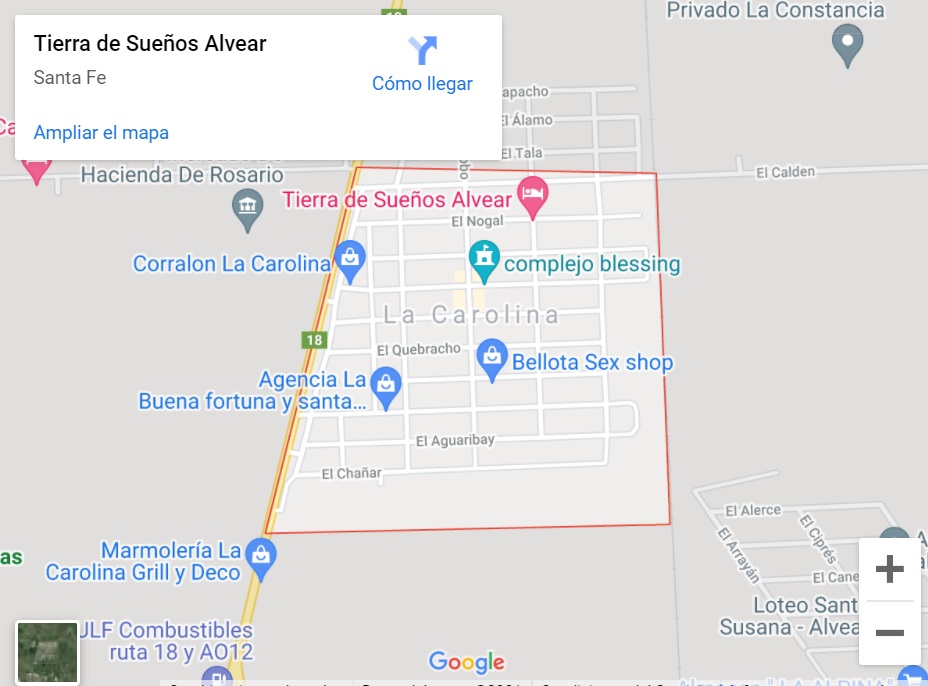 18
Privado La Constancia
Tierra de Sueños Alvear
Santa Fe
Cómo llegar
Ampliar el mapa
apacho
El Álamo
El Tala
Hacienda De Rosario
El Calden
Tierra de Sueños Alvear
El Nogal
Corralon La Carolina
complejo blessing
La Carolina
18
El Quebracho
Bellota Sex shop
Agencia La
Buena fortuna y santa...
El Aguaribay
El Chañar
El Alerce
El Arrayán
El Ciprés
Marmolería La
Carolina Grill y Deco
as
El Cane
Loteo Sant
Susana - Alvea
ULF Combustibles
ruta 18 y AO12
Google